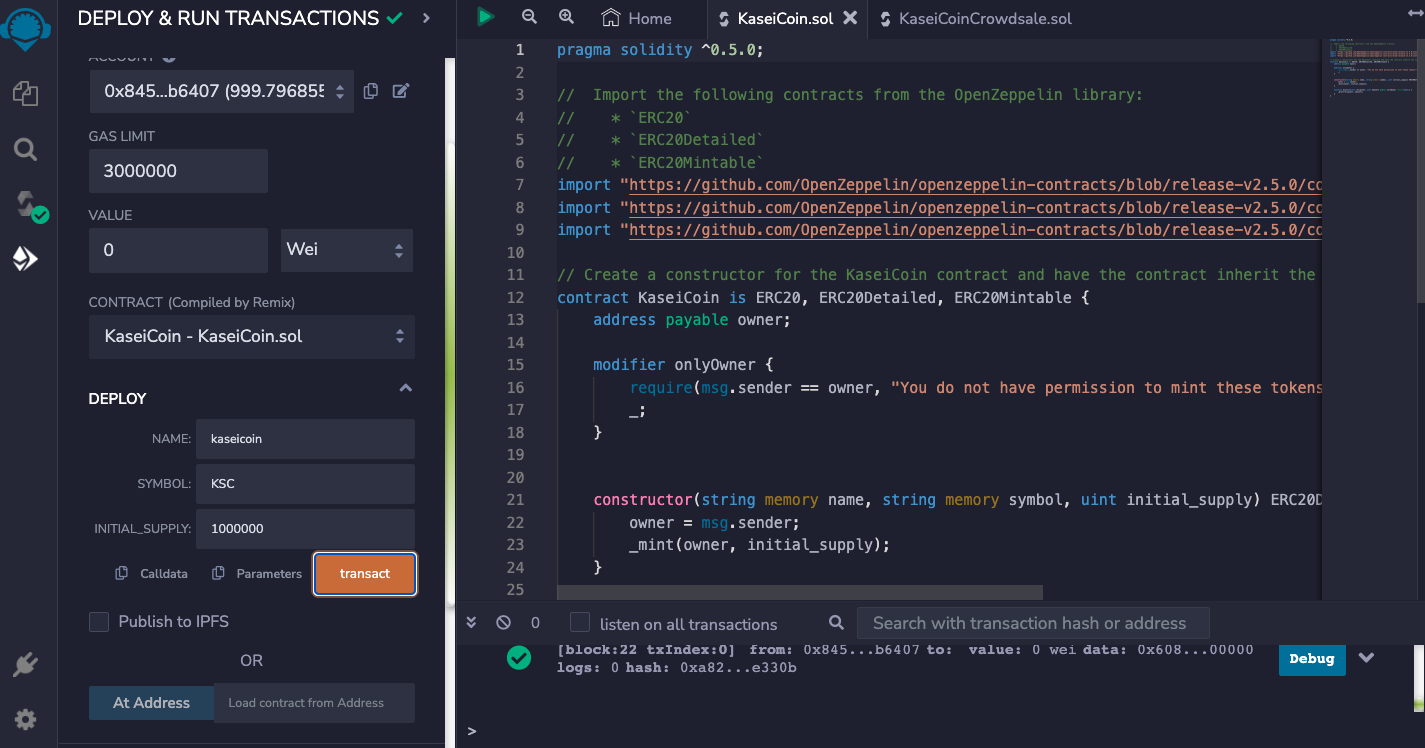 DEPLOY & RUN TRANSACTIONS
ACCOUNT
0x845...b6407 (999.796855
GAS LIMIT
3000000
VALUE
0
Wei
CONTRACT (Compiled by Remix)
KaseiCoin - KaseiCoin.sol
DEPLOY
NAME: kaseicoin
SYMBOL: KSC
INITIAL_SUPPLY: 1000000
Calldata Parameters transact
Publish to IPFS
OR
At Address Load contract from Address
Home KaseiCoin.sol KaseiCoinCrowdsale.sol
1 pragma solidity ^0.5.0;
2
3 //  Import the following contracts from the OpenZeppelin library:
4 //    * `ERC20`
5 //    * `ERC20Detailed`
6 //    * `ERC20Mintable`
7 import "https://github.com/OpenZeppelin/openzeppelin-contracts/blob/release-v2.5.0/co
8 import "https://github.com/OpenZeppelin/openzeppelin-contracts/blob/release-v2.5.0/co
9 import "https://github.com/OpenZeppelin/openzeppelin-contracts/blob/release-v2.5.0/co
10
11 // Create a constructor for the KaseiCoin contract and have the contract inherit the
12 contract KaseiCoin is ERC20, ERC20Detailed, ERC20Mintable {
13     address payable owner;
14
15     modifier onlyOwner {
16         require(msg.sender == owner, "You do not have permission to mint these tokens
17         _;
18     }
19
20
21     constructor(string memory name, string memory symbol, uint initial_supply) ERC20D
22         owner = msg.sender;
23         _mint(owner, initial_supply);
24     }
25
0 listen on all transactions Search with transaction hash or address
[block:22 txIndex:0] from: 0x845...b6407 to: value: 0 wei data: 0x608...00000
logs: 0 hash: 0xa82...e330b
Debug
>